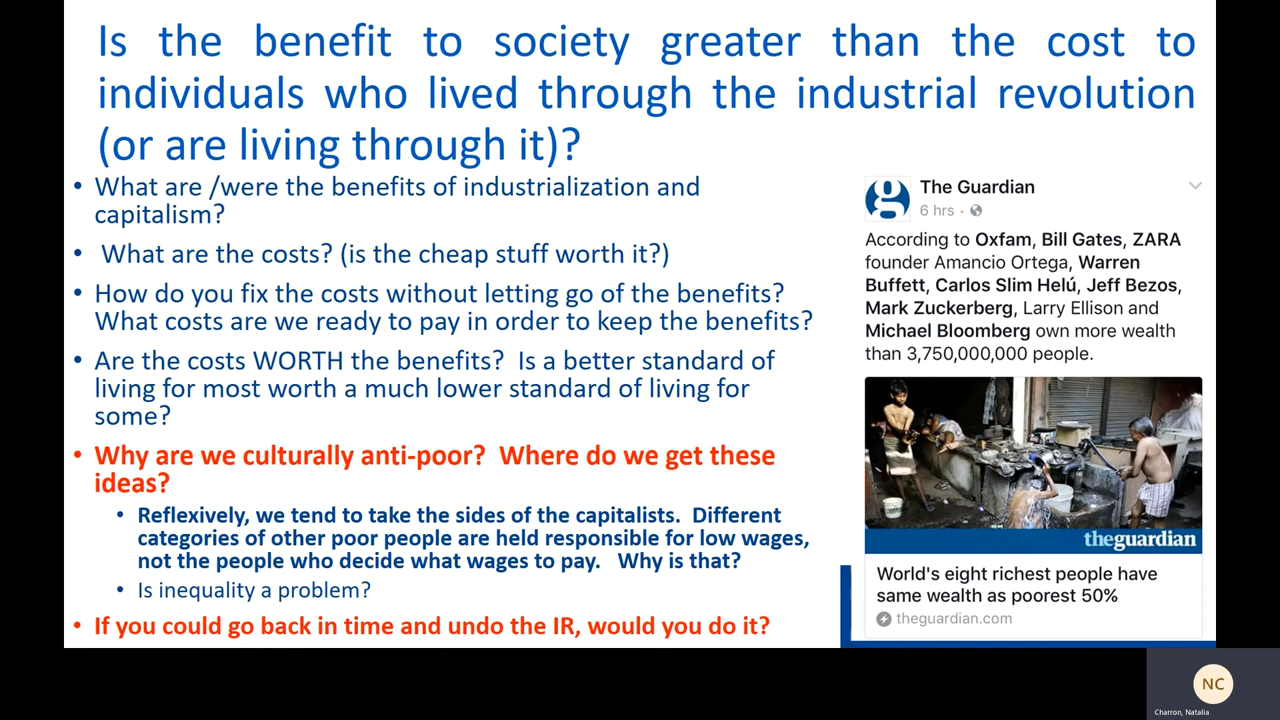 Is the benefit to society greater than the cost to
individuals who lived through the industrial revolution
(or are living through it)?
• What are /were the benefits of industrialization and
capitalism?
• What are the costs? (is the cheap stuff worth it?)
• How do you fix the costs without letting go of the benefits?
What costs are we ready to pay in order to keep the benefits?
• Are the costs WORTH the benefits? Is a better standard of
living for most worth a much lower standard of living for
some?
• Why are we culturally anti-poor? Where do we get these
ideas?
• Reflexively, we tend to take the sides of the capitalists. Different
categories of other poor people are held responsible for low wages,
not the people who decide what wages to pay. Why is that?
• Is inequality a problem?
• If you could go back in time and undo the IR, would you do it?
g
The Guardian
6 hrs ·
According to Oxfam, Bill Gates, ZARA
founder Amancio Ortega, Warren
Buffett, Carlos Slim Helú, Jeff Bezos,
Mark Zuckerberg, Larry Ellison and
Michael Bloomberg own more wealth
than 3,750,000,000 people.
theguardian
World's eight richest people have
same wealth as poorest 50%
theguardian.com
NC
Charron, Natalia